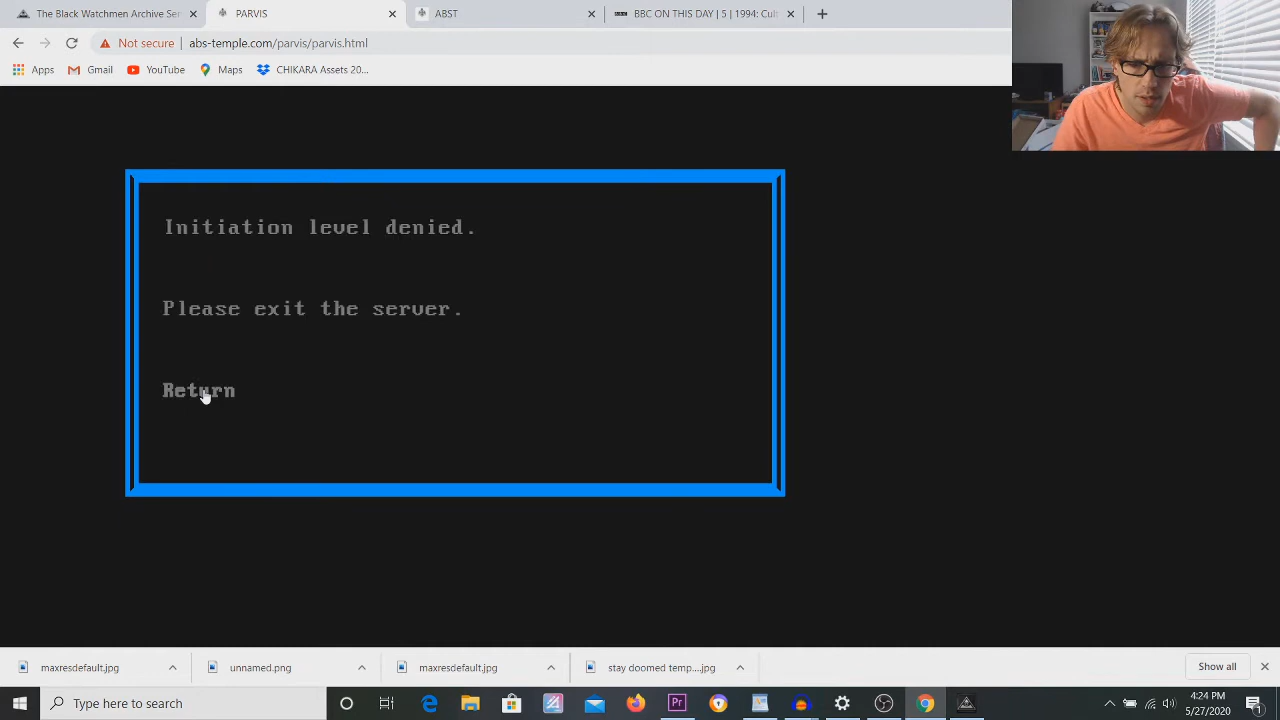 The Black Watchmen Archive Ser
PARVIS
ABST
BBC ON THIS DAY | 5 | 1994: Cult
Not secure | abs-temple.com/parvis/parvis.html
Apps
Gmail
YouTube
Maps
CHIKARA Assets 20...
Initiation level denied.
Please exit the server.
Return
maxresdefault.jpg
unnamed.png
maxresdefault.jpg
stay doomed temp....jpg
Show all
Type here to search
4:24 PM
5/27/2020